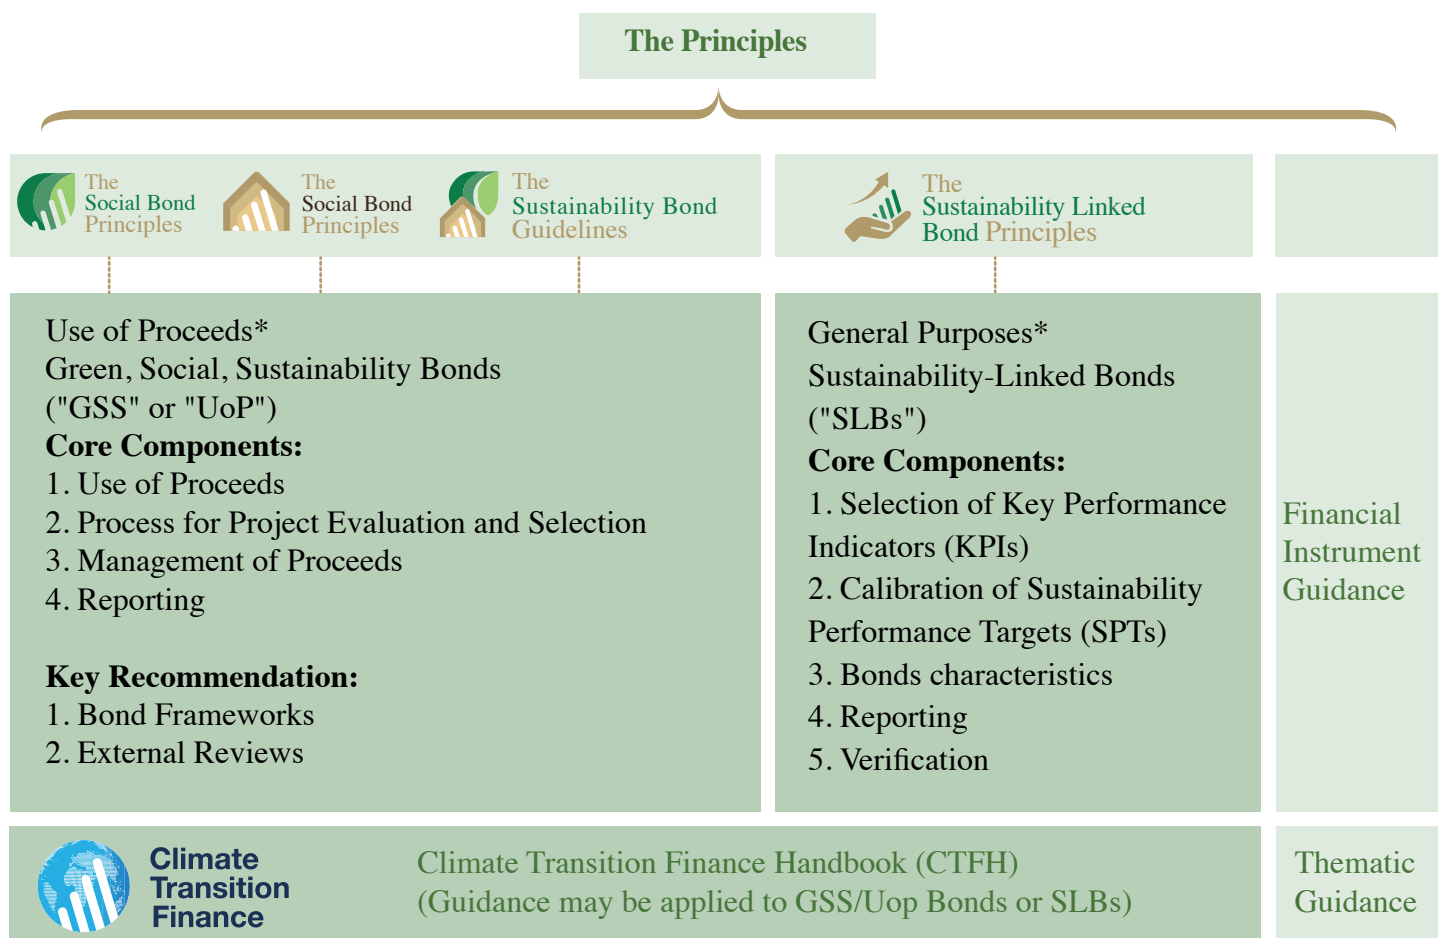 The Principles
The
Social Bond
Principles
The
Social Bond
Principles
The
Sustainability Bond
Guidelines
The
Sustainability Linked
Bond Principles
Use of Proceeds*
Green, Social, Sustainability Bonds
("GSS" or "UoP")
Core Components:
1. Use of Proceeds
2. Process for Project Evaluation and Selection
3. Management of Proceeds
4. Reporting
Key Recommendation:
1. Bond Frameworks
2. External Reviews
General Purposes*
Sustainability-Linked Bonds
("SLBs")
Core Components:
1. Selection of Key Performance
Indicators (KPIs)
2. Calibration of Sustainability
Performance Targets (SPTs)
3. Bonds characteristics
4. Reporting
5. Verification
Financial
Instrument
Guidance
Climate
Transition
Finance
Climate Transition Finance Handbook (CTFH)
(Guidance may be applied to GSS/Uop Bonds or SLBs)
Thematic
Guidance